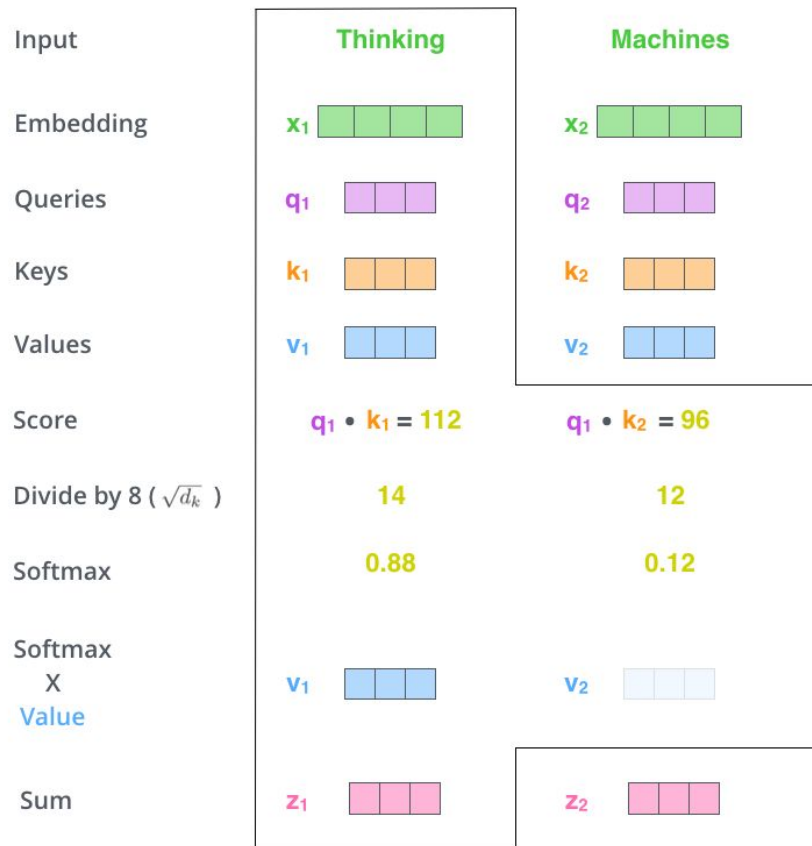 Input Thinking Machines
Embedding x₁ x₂
Queries q₁ q₂
Keys k₁ k₂
Values v₁ v₂
Score q₁ • k₁ = 112 q₁ • k₂ = 96
Divide by 8 ( √dₖ ) 14 12
Softmax 0.88 0.12
Softmax
X
Value v₁ v₂
Sum z₁ z₂